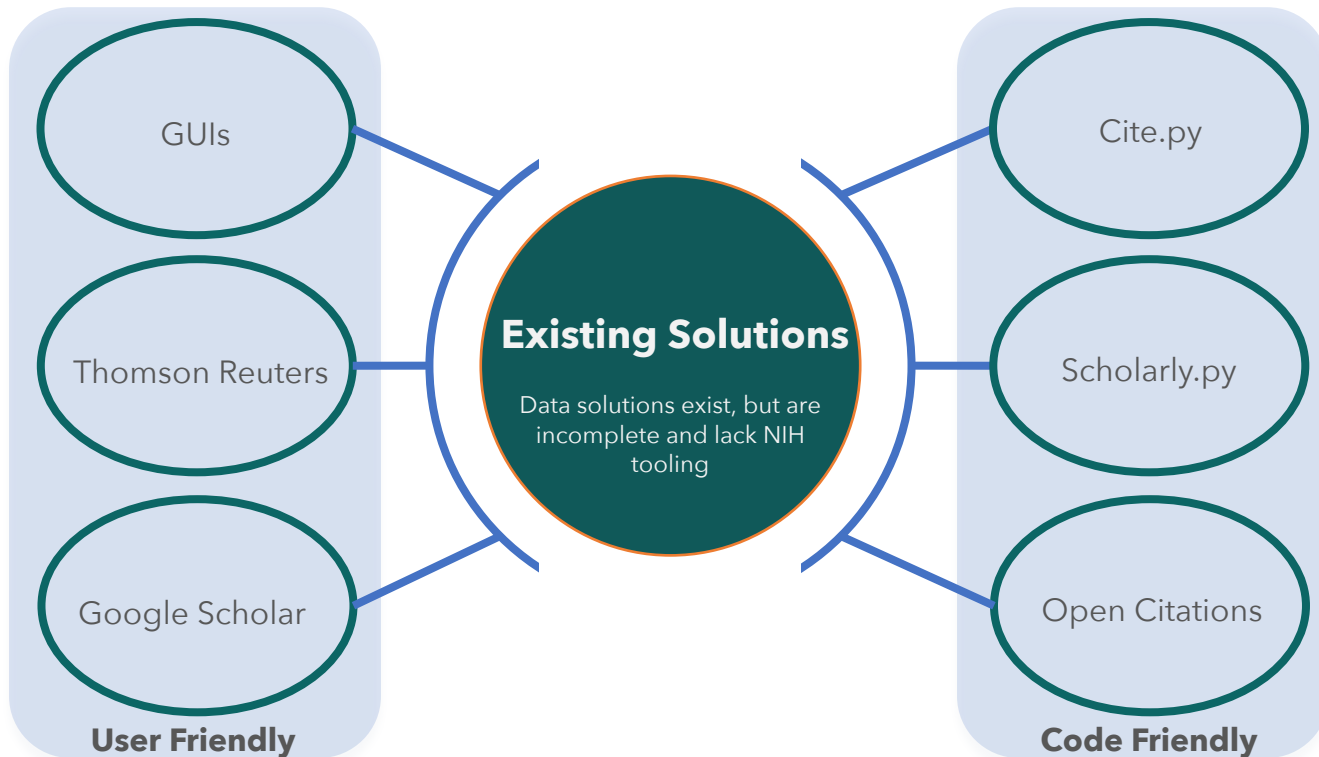 GUIs
Thomson Reuters
Google Scholar
User Friendly
Existing Solutions
Data solutions exist, but are
incomplete and lack NIH
tooling
Cite.py
Scholarly.py
Open Citations
Code Friendly